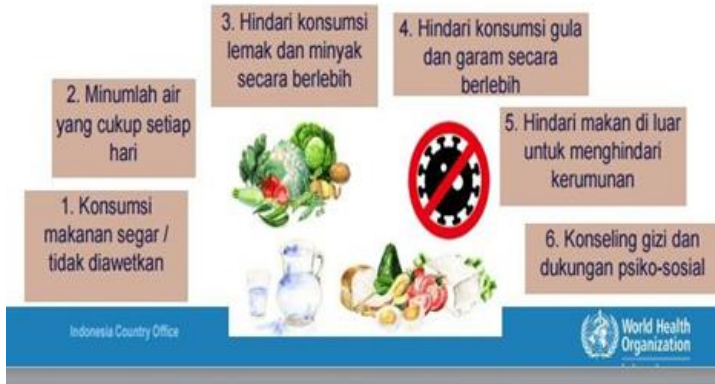 1. Konsumsi
makanan segar /
tidak diawetkan
2. Minumlah air
yang cukup setiap
hari
3. Hindari konsumsi
lemak dan minyak
secara berlebih
4. Hindari konsumsi gula
dan garam secara
berlebih
5. Hindari makan di luar
untuk menghindari
kerumunan
6. Konseling gizi dan
dukungan psiko-sosial
Indonesia Country Office
World Health
Organization